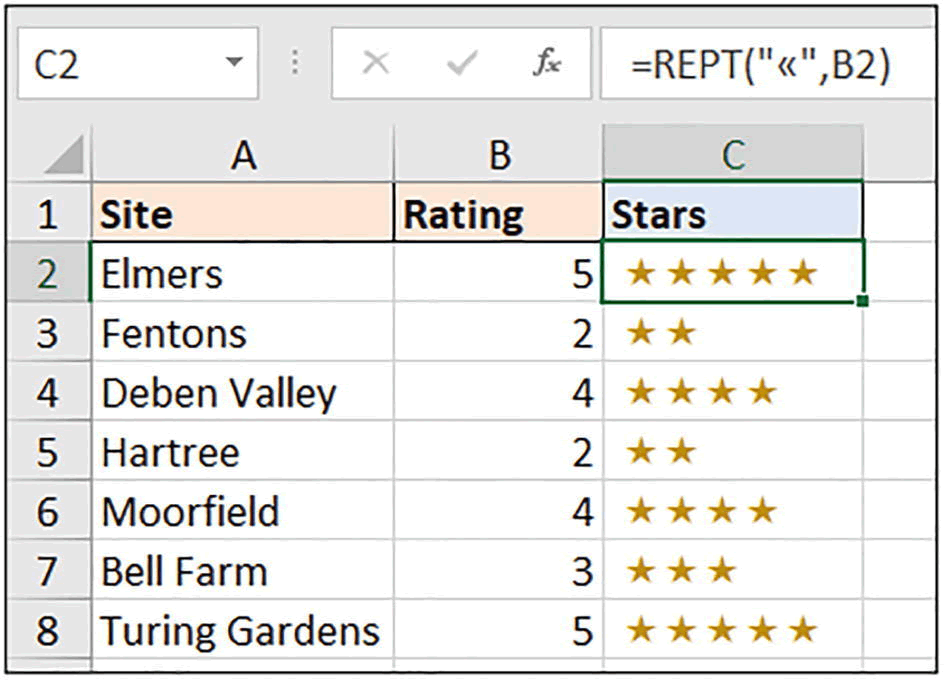 C2 fx =REPT("«",B2)
A B C
1 Site Rating Stars
2 Elmers 5 ★★★★★
3 Fentons 2 ★★
4 Deben Valley 4 ★★★★
5 Hartree 2 ★★
6 Moorfield 4 ★★★★
7 Bell Farm 3 ★★★
8 Turing Gardens 5 ★★★★★